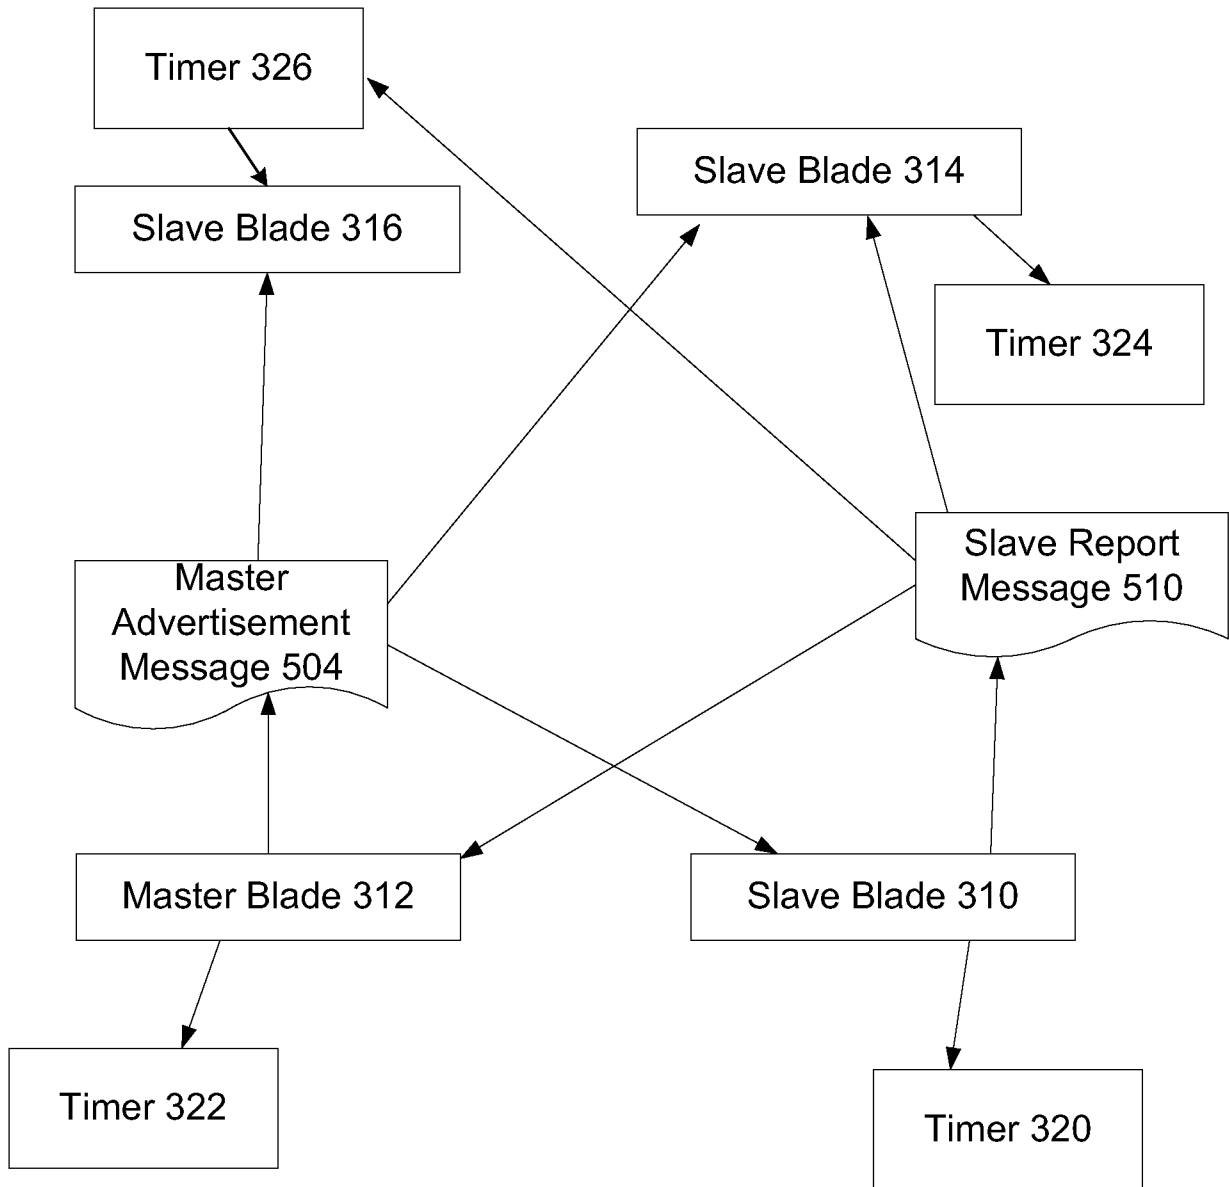 Timer 326
Slave Blade 314
Slave Blade 316
Timer 324
Slave Report
Message 510
Master
Advertisement
Message 504
Master Blade 312
Slave Blade 310
Timer 322
Timer 320